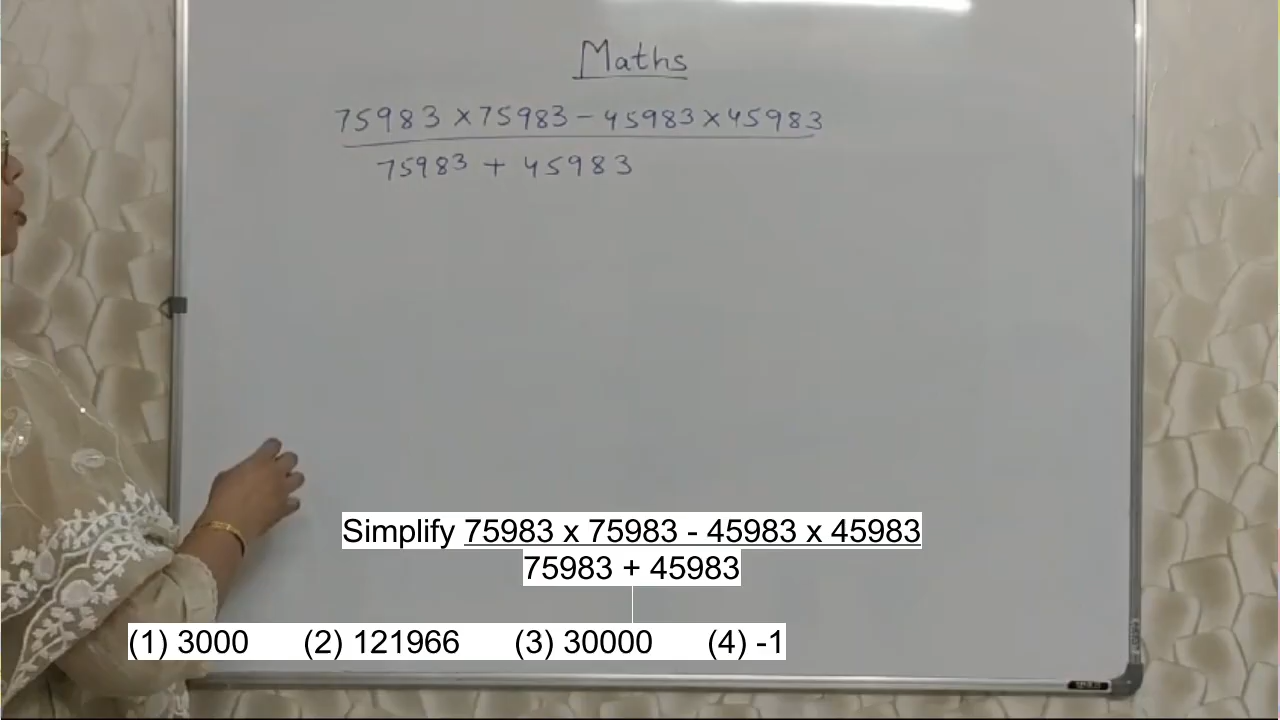 Maths
75983 × 75983 − 45983 × 45983
75983 + 45983
Simplify 75983 x 75983 - 45983 x 45983
75983 + 45983
(1) 3000 (2) 121966 (3) 30000 (4) -1